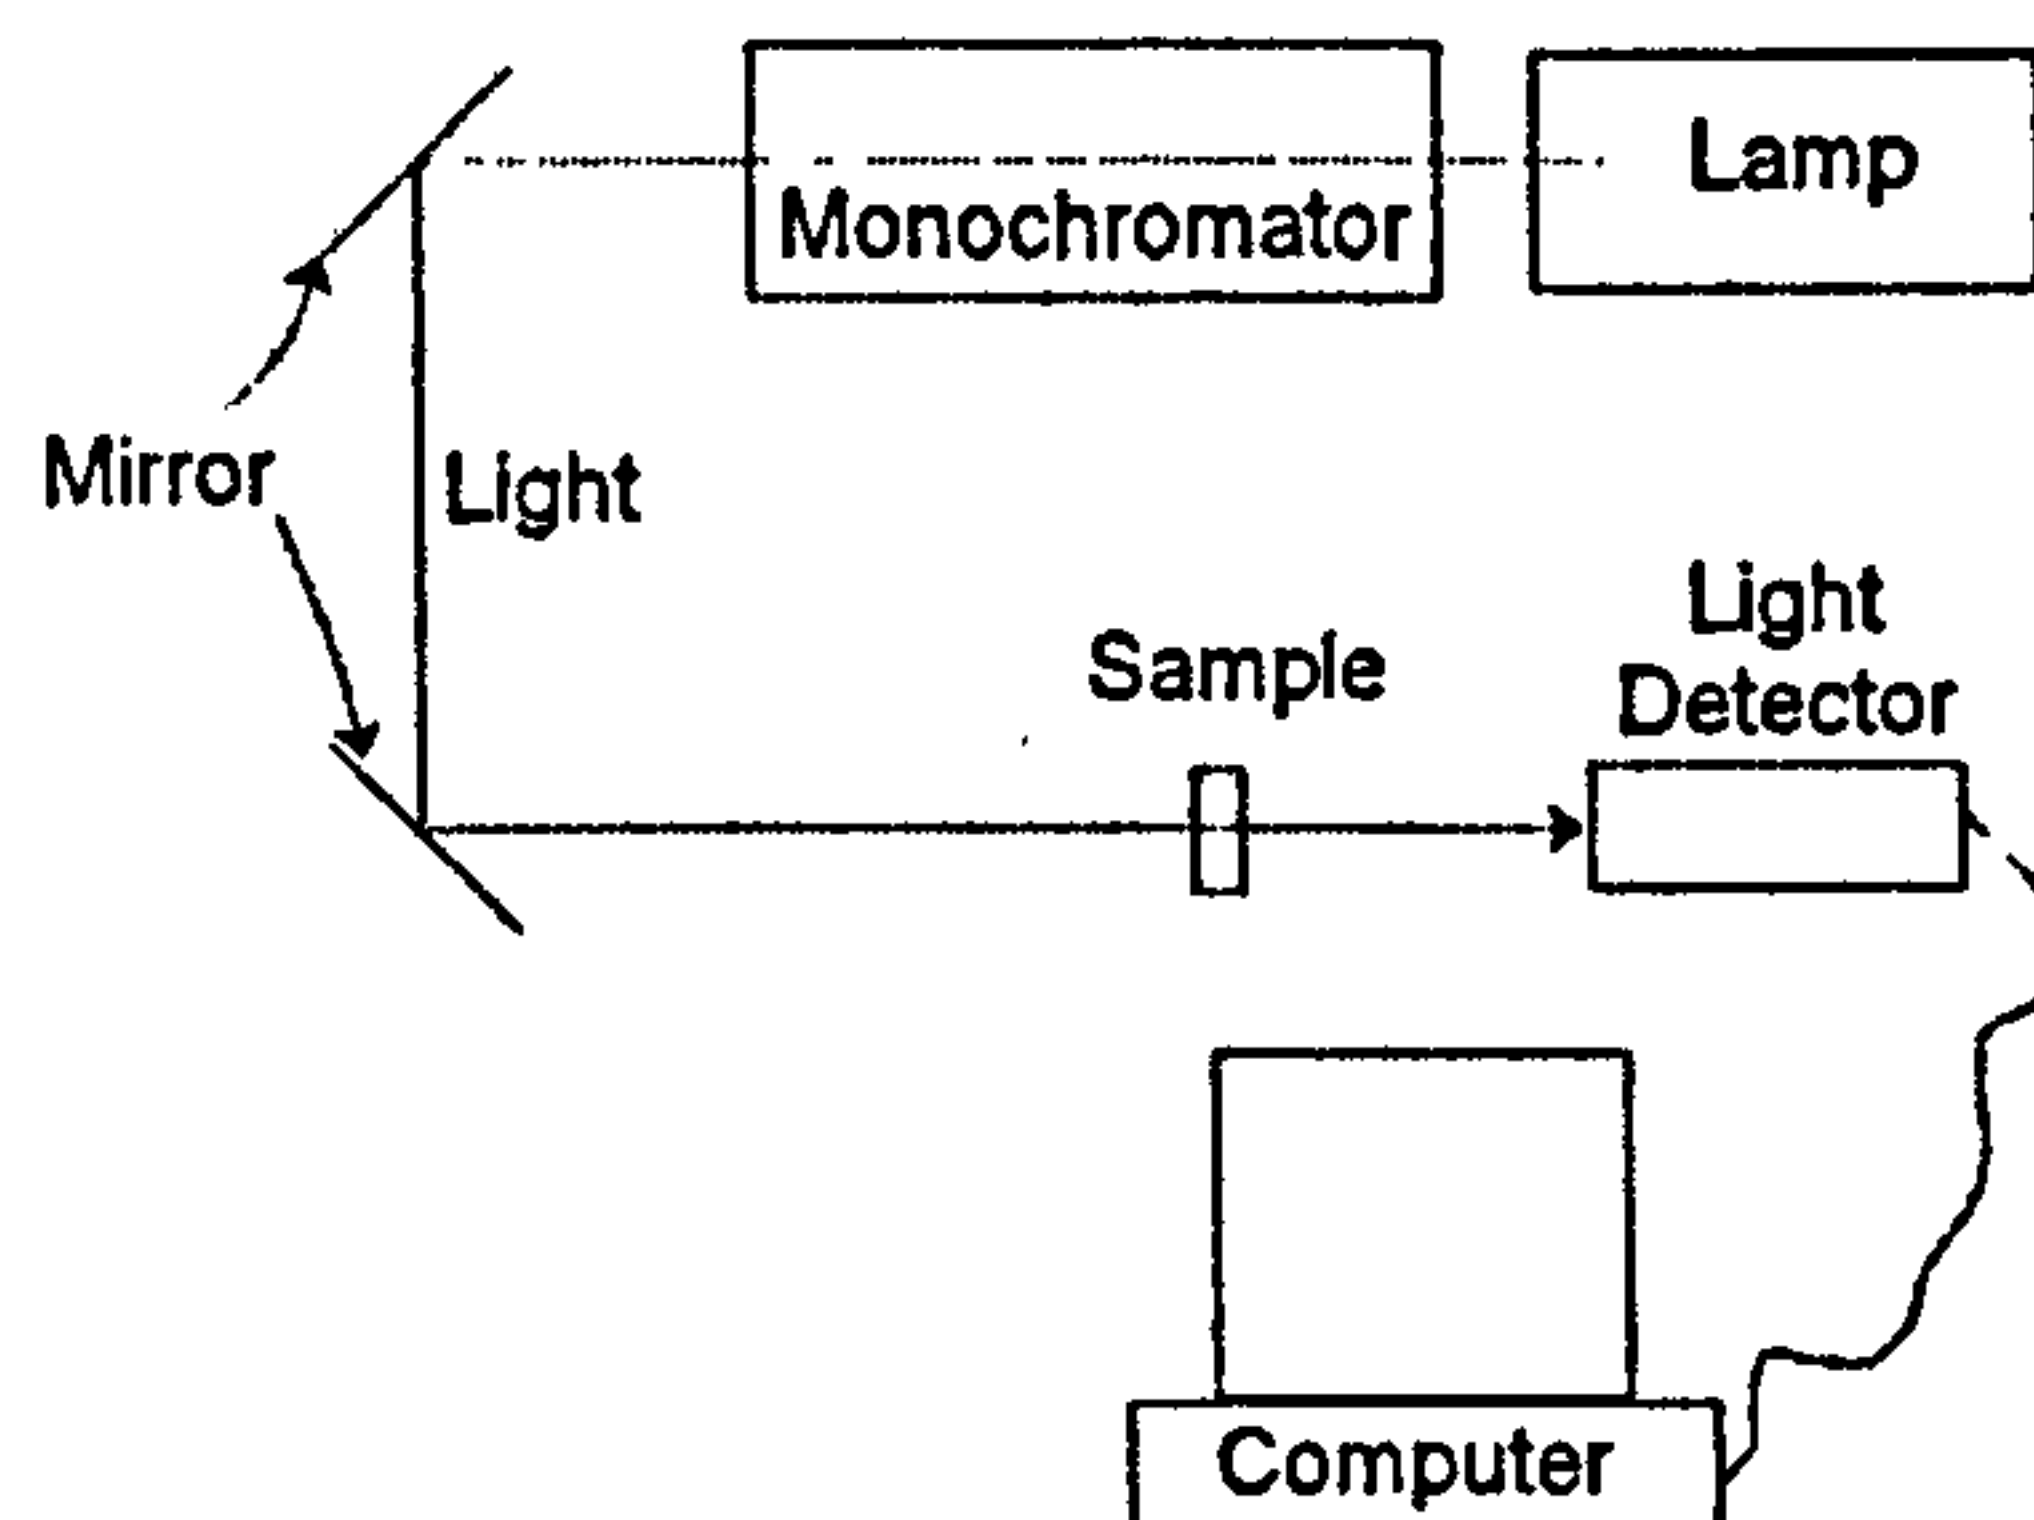 Monochromator
Lamp
Mirror
Light
Sample
Light
Detector
Computer